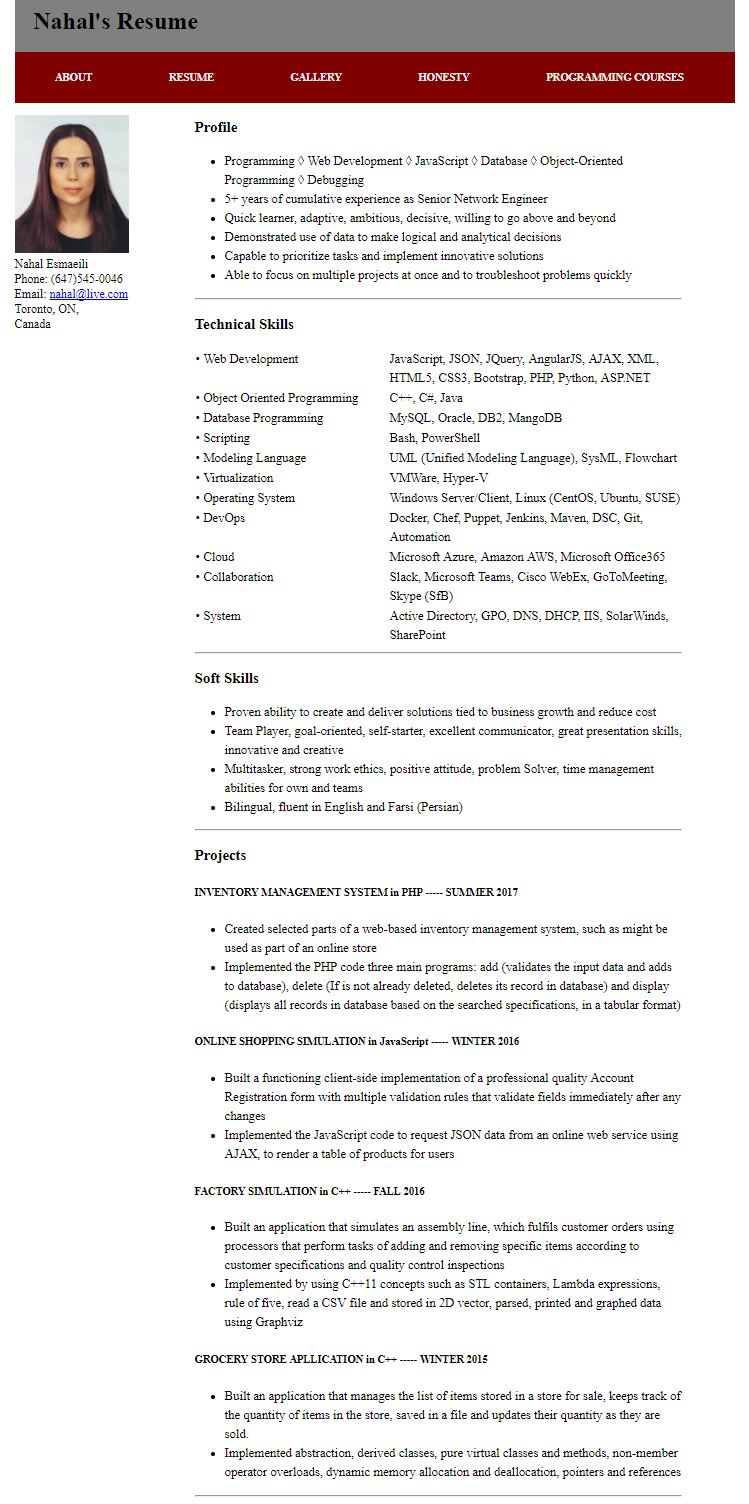 Nahal's Resume
ABOUT RESUME GALLERY HONESTY PROGRAMMING COURSES
Nahal Esmaeili
Phone: (647)545-0046
Email: nahal@live.com
Toronto, ON,
Canada
Profile
• Programming ◊ Web Development ◊ JavaScript ◊ Database ◊ Object-Oriented
Programming ◊ Debugging
• 5+ years of cumulative experience as Senior Network Engineer
• Quick learner, adaptive, ambitious, decisive, willing to go above and beyond
• Demonstrated use of data to make logical and analytical decisions
• Capable to prioritize tasks and implement innovative solutions
• Able to focus on multiple projects at once and to troubleshoot problems quickly
Technical Skills
• Web Development JavaScript, JSON, JQuery, AngularJS, AJAX, XML,
HTML5, CSS3, Bootstrap, PHP, Python, ASP.NET
• Object Oriented Programming C++, C#, Java
• Database Programming MySQL, Oracle, DB2, MangoDB
• Scripting Bash, PowerShell
• Modeling Language UML (Unified Modeling Language), SysML, Flowchart
• Virtualization VMWare, Hyper-V
• Operating System Windows Server/Client, Linux (CentOS, Ubuntu, SUSE)
• DevOps Docker, Chef, Puppet, Jenkins, Maven, DSC, Git,
Automation
• Cloud Microsoft Azure, Amazon AWS, Microsoft Office365
• Collaboration Slack, Microsoft Teams, Cisco WebEx, GoToMeeting,
Skype (SfB)
• System Active Directory, GPO, DNS, DHCP, IIS, SolarWinds,
SharePoint
Soft Skills
• Proven ability to create and deliver solutions tied to business growth and reduce cost
• Team Player, goal-oriented, self-starter, excellent communicator, great presentation skills,
innovative and creative
• Multitasker, strong work ethics, positive attitude, problem Solver, time management
abilities for own and teams
• Bilingual, fluent in English and Farsi (Persian)
Projects
INVENTORY MANAGEMENT SYSTEM in PHP ----- SUMMER 2017
• Created selected parts of a web-based inventory management system, such as might be
used as part of an online store
• Implemented the PHP code three main programs: add (validates the input data and adds
to database), delete (If is not already deleted, deletes its record in database) and display
(displays all records in database based on the searched specifications, in a tabular format)
ONLINE SHOPPING SIMULATION in JavaScript ----- WINTER 2016
• Built a functioning client-side implementation of a professional quality Account
Registration form with multiple validation rules that validate fields immediately after any
changes
• Implemented the JavaScript code to request JSON data from an online web service using
AJAX, to render a table of products for users
FACTORY SIMULATION in C++ ----- FALL 2016
• Built an application that simulates an assembly line, which fulfils customer orders using
processors that perform tasks of adding and removing specific items according to
customer specifications and quality control inspections
• Implemented by using C++11 concepts such as STL containers, Lambda expressions,
rule of five, read a CSV file and stored in 2D vector, parsed, printed and graphed data
using Graphviz
GROCERY STORE APLLICATION in C++ ----- WINTER 2015
• Built an application that manages the list of items stored in a store for sale, keeps track of
the quantity of items in the store, saved in a file and updates their quantity as they are
sold.
• Implemented abstraction, derived classes, pure virtual classes and methods, non-member
operator overloads, dynamic memory allocation and deallocation, pointers and references